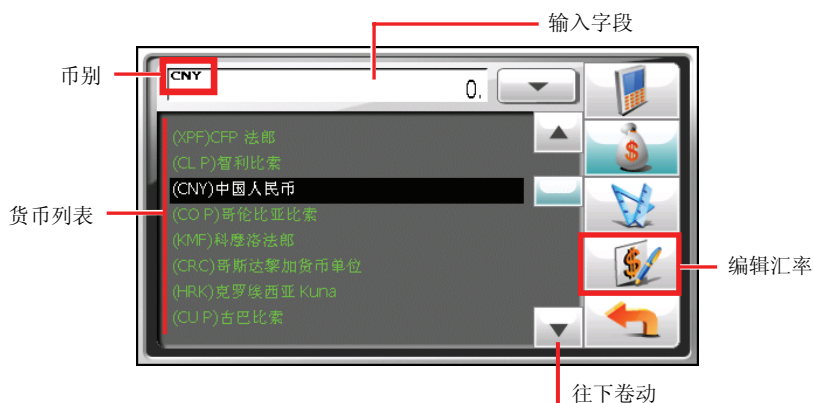 输入字段
币别
CNY
0.
(XPF)CFP 法郎
(CL P)智利比索
(CNY)中国人民币
(CO P)哥伦比亚比索
(KMF)科摩洛法郎
(CRC)哥斯达黎加货币单位
(HRK)克罗埃西亚 Kuna
(CU P)古巴比索
货币列表
编辑汇率
往下卷动